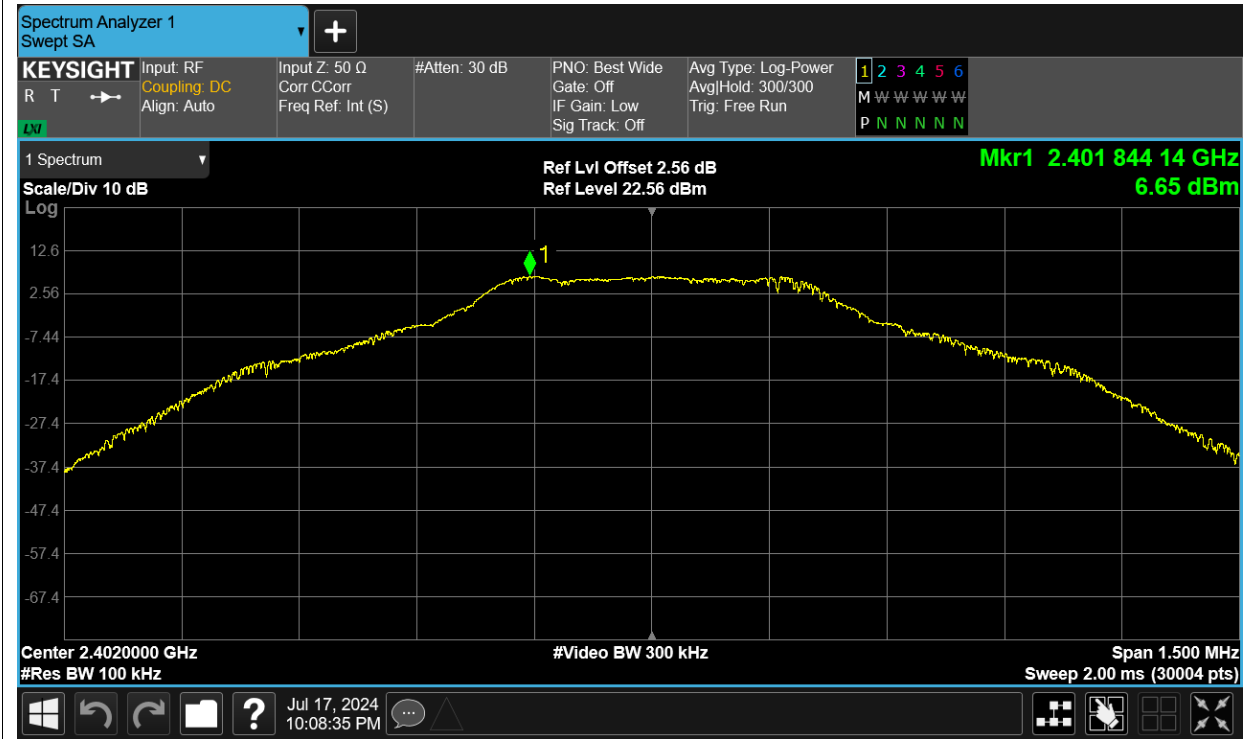 Spectrum Analyzer 1
Swept SA
KEYSIGHT
R T
LXI
Input: RF
Coupling: DC
Align: Auto
Input Z: 50 Ω
Corr CCorr
Freq Ref: Int (S)
#Atten: 30 dB
PNO: Best Wide
Gate: Off
IF Gain: Low
Sig Track: Off
Avg Type: Log-Power
Avg|Hold: 300/300
Trig: Free Run
1 2 3 4 5 6
M W W W W W
P N N N N N
1 Spectrum
Scale/Div 10 dB
Log
Ref Lvl Offset 2.56 dB
Ref Level 22.56 dBm
Mkr1 2.401 844 14 GHz
6.65 dBm
1
12.6
2.56
-7.44
-17.4
-27.4
-37.4
-47.4
-57.4
-67.4
Center 2.4020000 GHz
#Res BW 100 kHz
#Video BW 300 kHz
Span 1.500 MHz
Sweep 2.00 ms (30004 pts)
?
Jul 17, 2024
10:08:35 PM